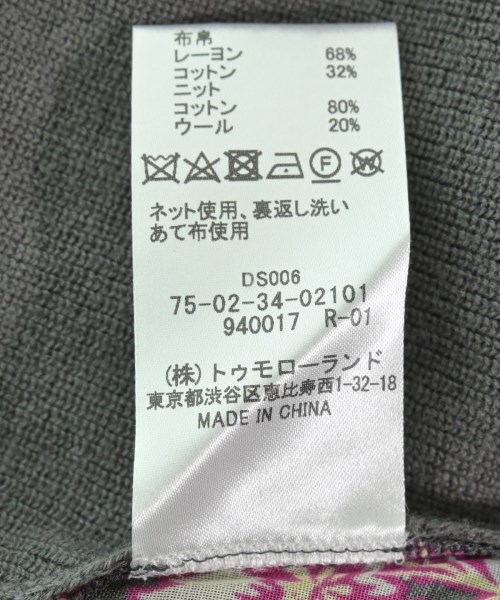 布帛
レーヨン 68%
コットン 32%
ニット
コットン 80%
ウール 20%
F W
ネット使用、裏返し洗い
あて布使用
DS006
75-02-34-02101
940017 R-01
(株)トゥモローランド
東京都渋谷区恵比寿西1-32-18
MADE IN CHINA